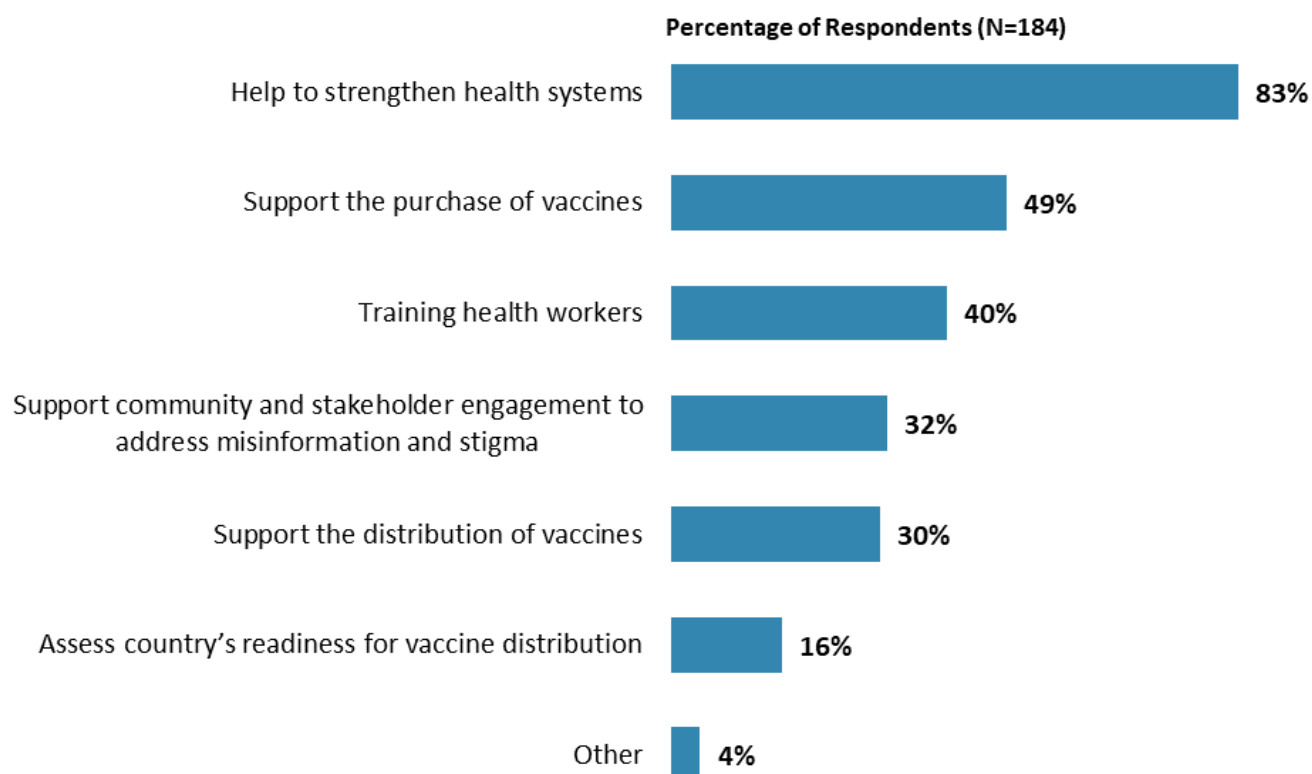 Percentage of Respondents (N=184)
Help to strengthen health systems
83%
Support the purchase of vaccines
49%
Training health workers
40%
Support community and stakeholder engagement to
address misinformation and stigma
32%
Support the distribution of vaccines
30%
Assess country’s readiness for vaccine distribution
16%
Other
4%